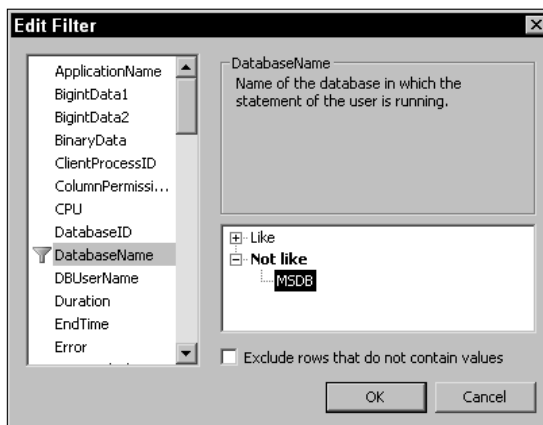 Edit Filter
ApplicationName
BigintData1
BigintData2
BinaryData
ClientProcessID
ColumnPermissi...
CPU
DatabaseID
DatabaseName
DBUserName
Duration
EndTime
Error
DatabaseName
Name of the database in which the
statement of the user is running.
Like
Not like
MSDB
Exclude rows that do not contain values
OK
Cancel